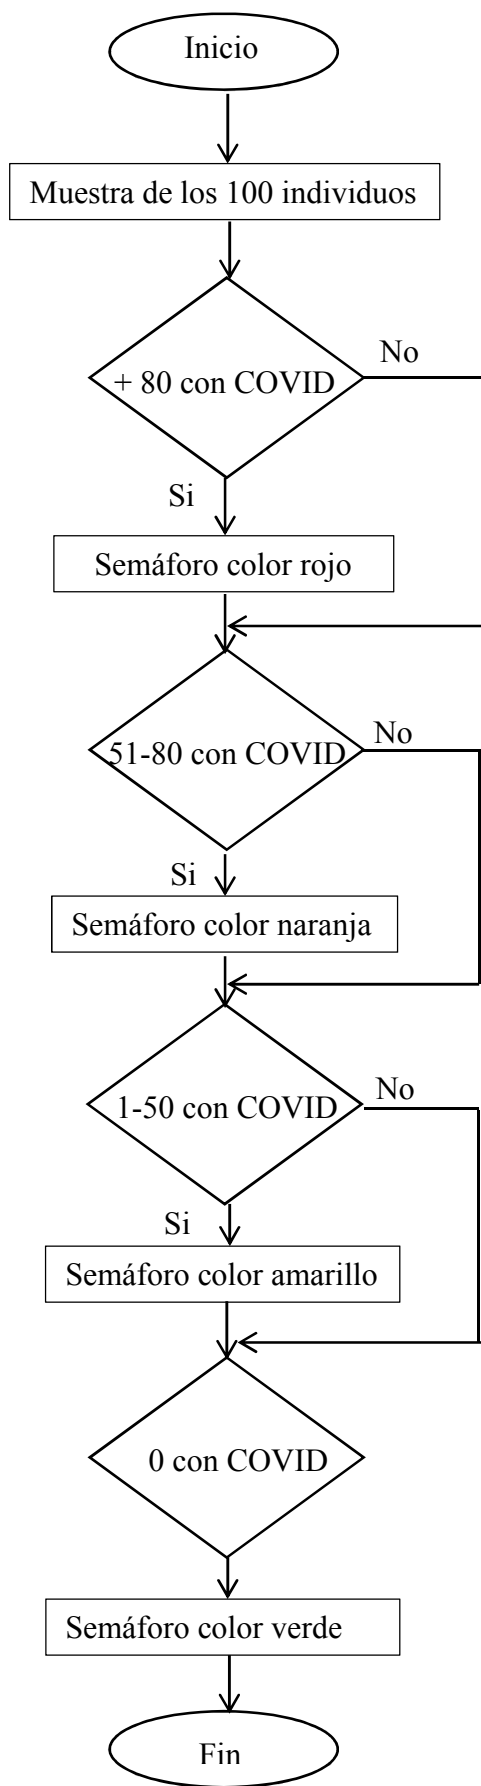 Inicio
Muestra de los 100 individuos
+ 80 con COVID
No
Si
Semáforo color rojo
51-80 con COVID
No
Si
Semáforo color naranja
1-50 con COVID
No
Si
Semáforo color amarillo
0 con COVID
Semáforo color verde
Fin